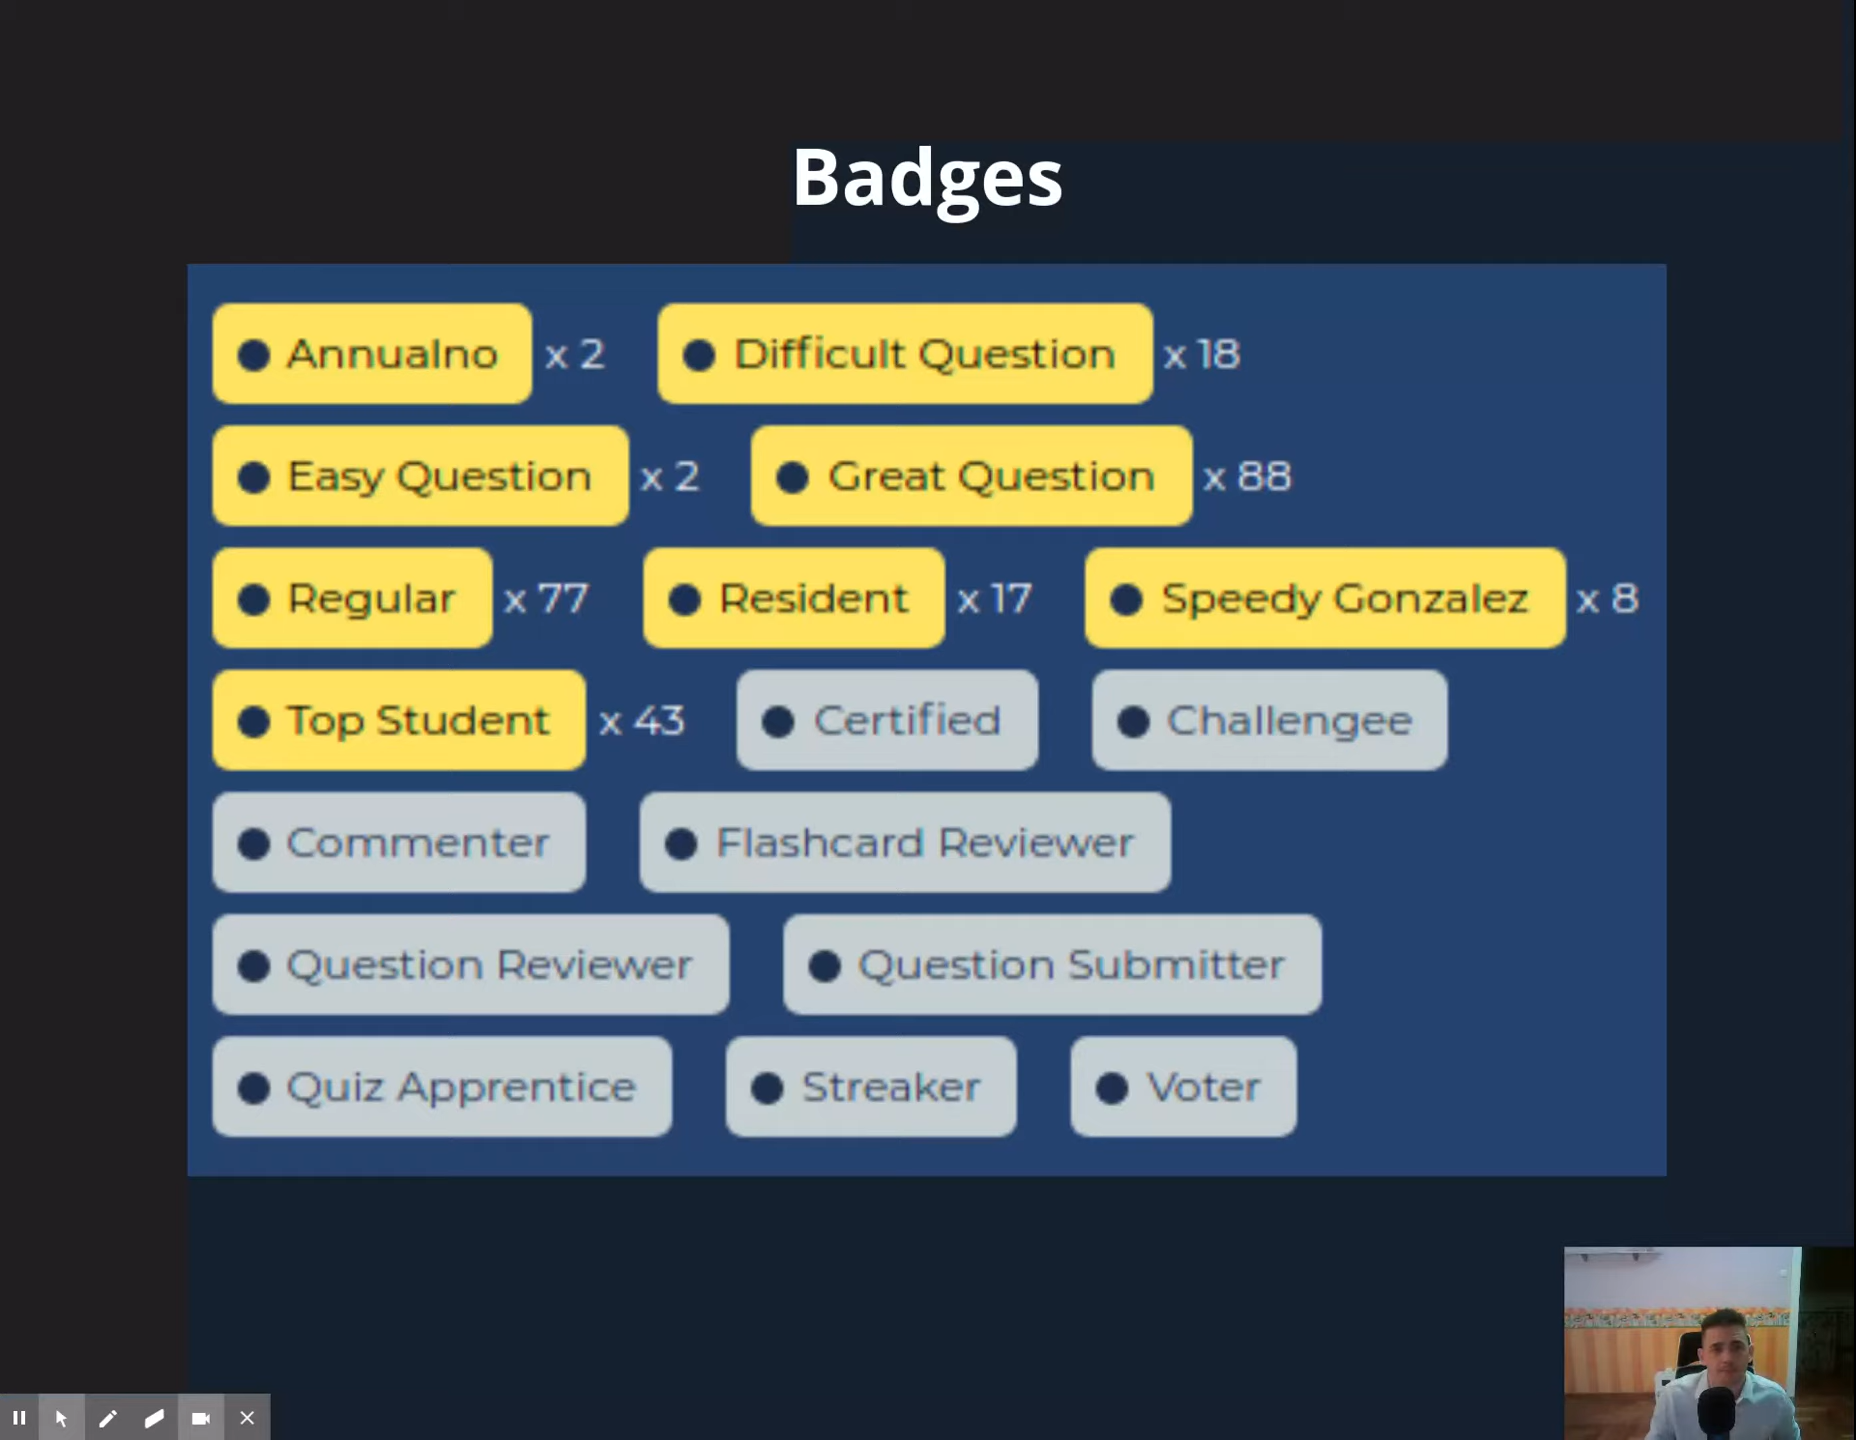 Badges
Annualno x 2 Difficult Question x 18
Easy Question x 2 Great Question x 88
Regular x 77 Resident x 17 Speedy Gonzalez x 8
Top Student x 43 Certified Challengee
Commenter Flashcard Reviewer
Question Reviewer Question Submitter
Quiz Apprentice Streaker Voter